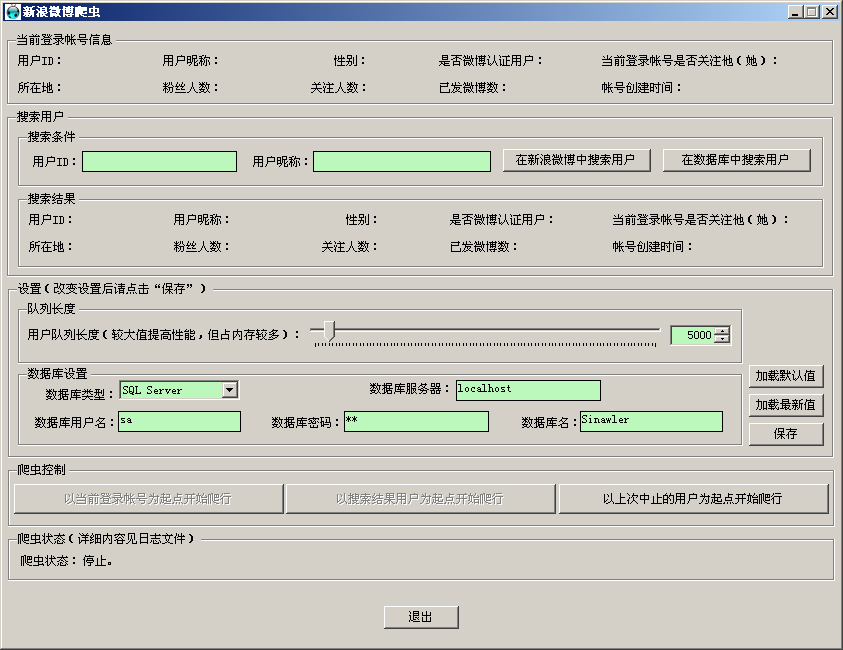 新浪微博爬虫
当前登录帐号信息
用户ID： 用户昵称： 性别： 是否微博认证用户： 当前登录帐号是否关注他（她）：
所在地： 粉丝人数： 关注人数： 已发微博数： 帐号创建时间：
搜索用户
搜索条件
用户ID： 用户昵称： 在新浪微博中搜索用户 在数据库中搜索用户
搜索结果
用户ID： 用户昵称： 性别： 是否微博认证用户： 当前登录帐号是否关注他（她）：
所在地： 粉丝人数： 关注人数： 已发微博数： 帐号创建时间：
设置（改变设置后请点击“保存”）
队列长度
用户队列长度（较大值提高性能，但占内存较多）： 5000
数据库设置
数据库类型： SQL Server 数据库服务器： localhost
数据库用户名： sa 数据库密码： ** 数据库名： Sinawler
加载默认值
加载最新值
保存
爬虫控制
以当前登录帐号为起点开始爬行 以搜索结果用户为起点开始爬行 以上次中止的用户为起点开始爬行
爬虫状态（详细内容见日志文件）
爬虫状态：停止。
退出